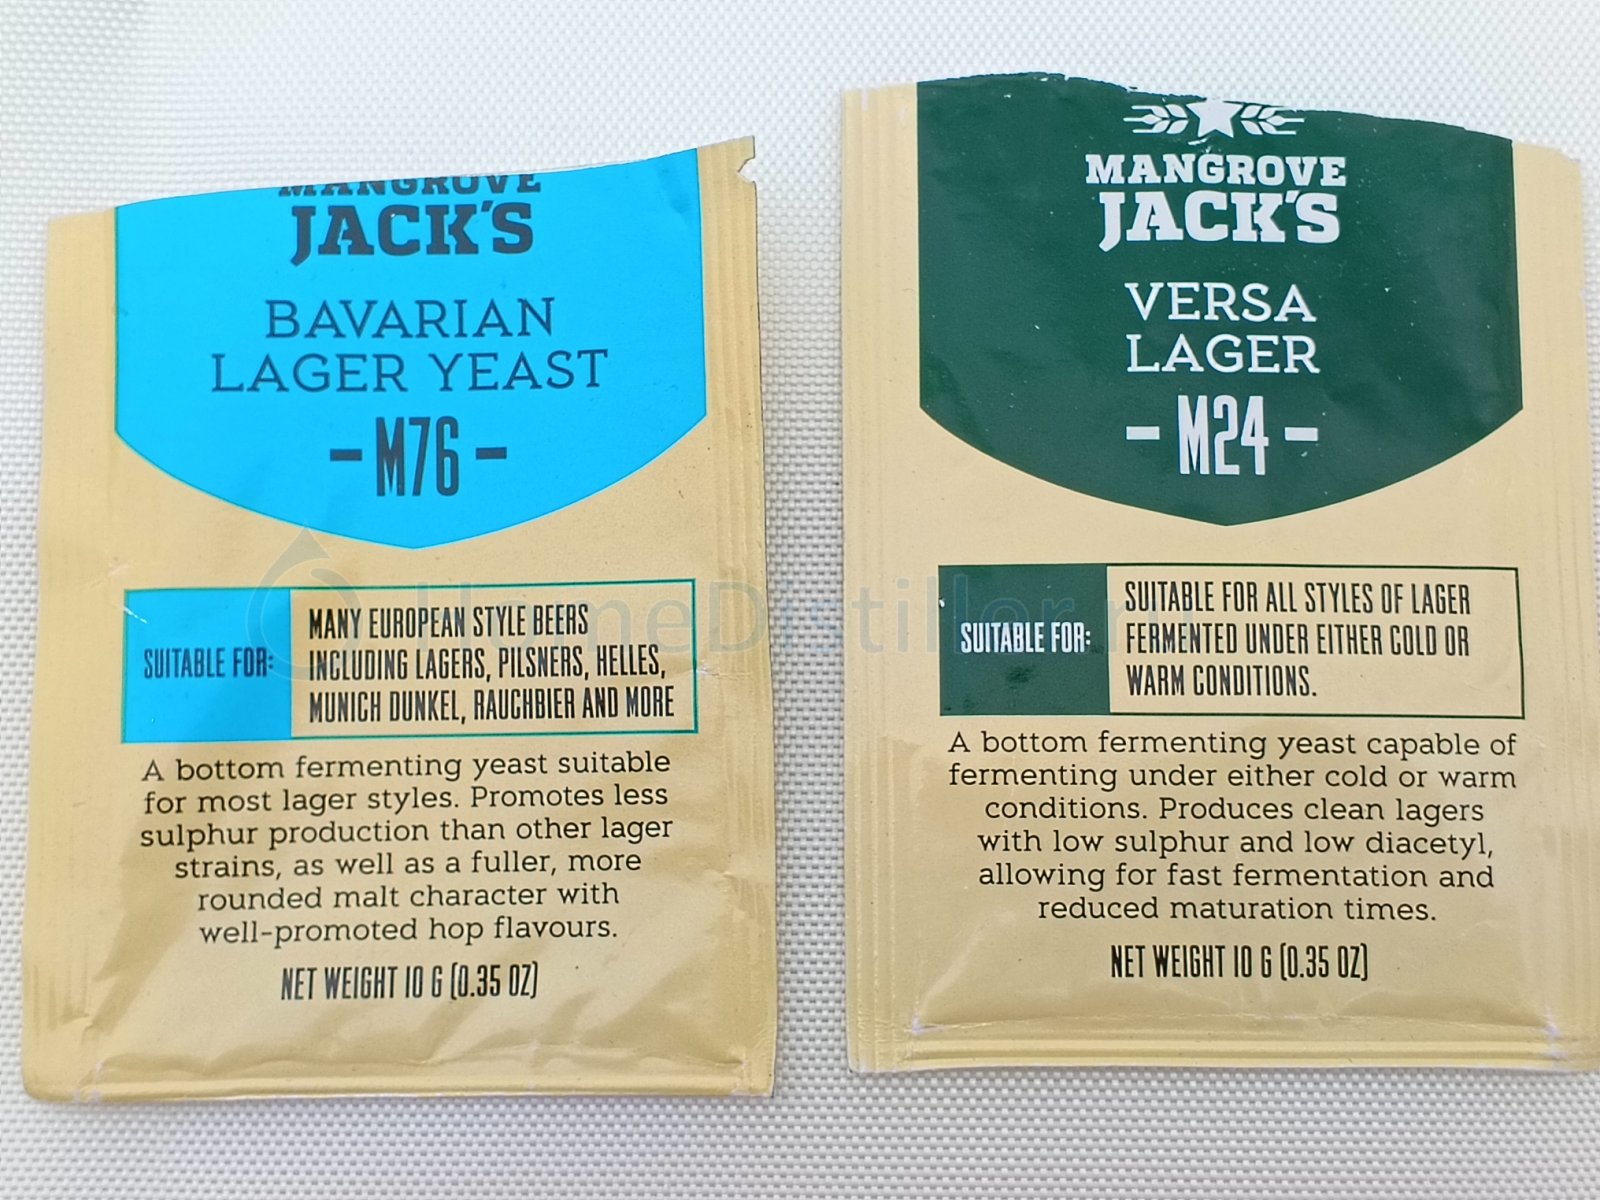 MANGROVE
JACK'S
BAVARIAN
LAGER YEAST
- M76 -
SUITABLE FOR:
MANY EUROPEAN STYLE BEERS
INCLUDING LAGERS, PILSNERS, HELLES,
MUNICH DUNKEL, RAUCHBIER AND MORE
A bottom fermenting yeast suitable
for most lager styles. Promotes less
sulphur production than other lager
strains, as well as a fuller, more
rounded malt character with
well-promoted hop flavours.
NET WEIGHT 10 G (0.35 OZ)
MANGROVE
JACK'S
VERSA
LAGER
- M24 -
SUITABLE FOR:
SUITABLE FOR ALL STYLES OF LAGER
FERMENTED UNDER EITHER COLD OR
WARM CONDITIONS.
A bottom fermenting yeast capable of
fermenting under either cold or warm
conditions. Produces clean lagers
with low sulphur and low diacetyl,
allowing for fast fermentation and
reduced maturation times.
NET WEIGHT 10 G (0.35 OZ)
HomeDistiller.ru